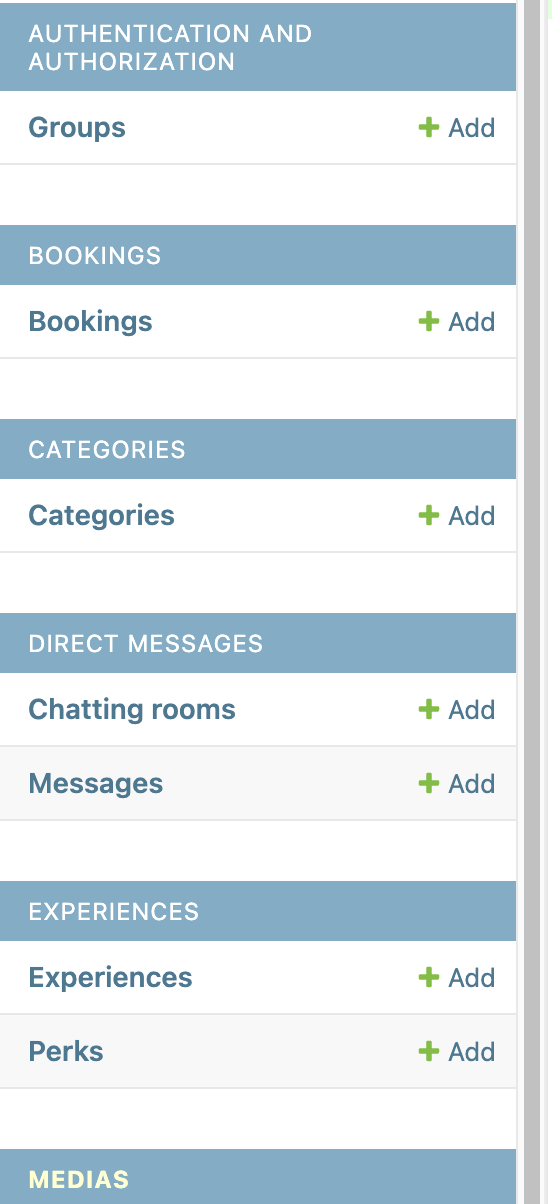 AUTHENTICATION AND
AUTHORIZATION
Groups + Add
BOOKINGS
Bookings + Add
CATEGORIES
Categories + Add
DIRECT MESSAGES
Chatting rooms + Add
Messages + Add
EXPERIENCES
Experiences + Add
Perks + Add
MEDIAS